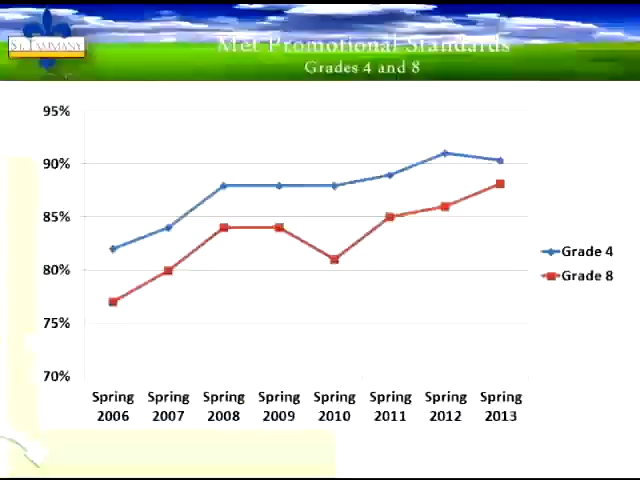 ST. TAMMANY
Met Promotional Standards
Grades 4 and 8
95%
90%
85%
80%
75%
70%
Spring 2006
Spring 2007
Spring 2008
Spring 2009
Spring 2010
Spring 2011
Spring 2012
Spring 2013
Grade 4
Grade 8